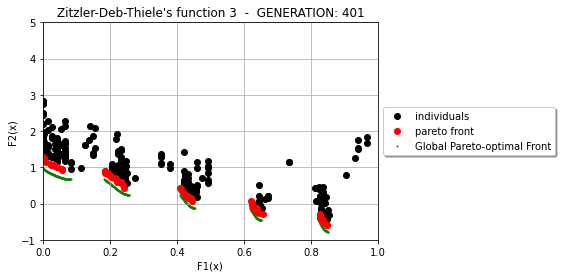 Zitzler-Deb-Thiele's function 3 - GENERATION: 401
5
4
3
2
1
0
−1
F2(x)
0.0 0.2 0.4 0.6 0.8 1.0
F1(x)
individuals
pareto front
Global Pareto-optimal Front